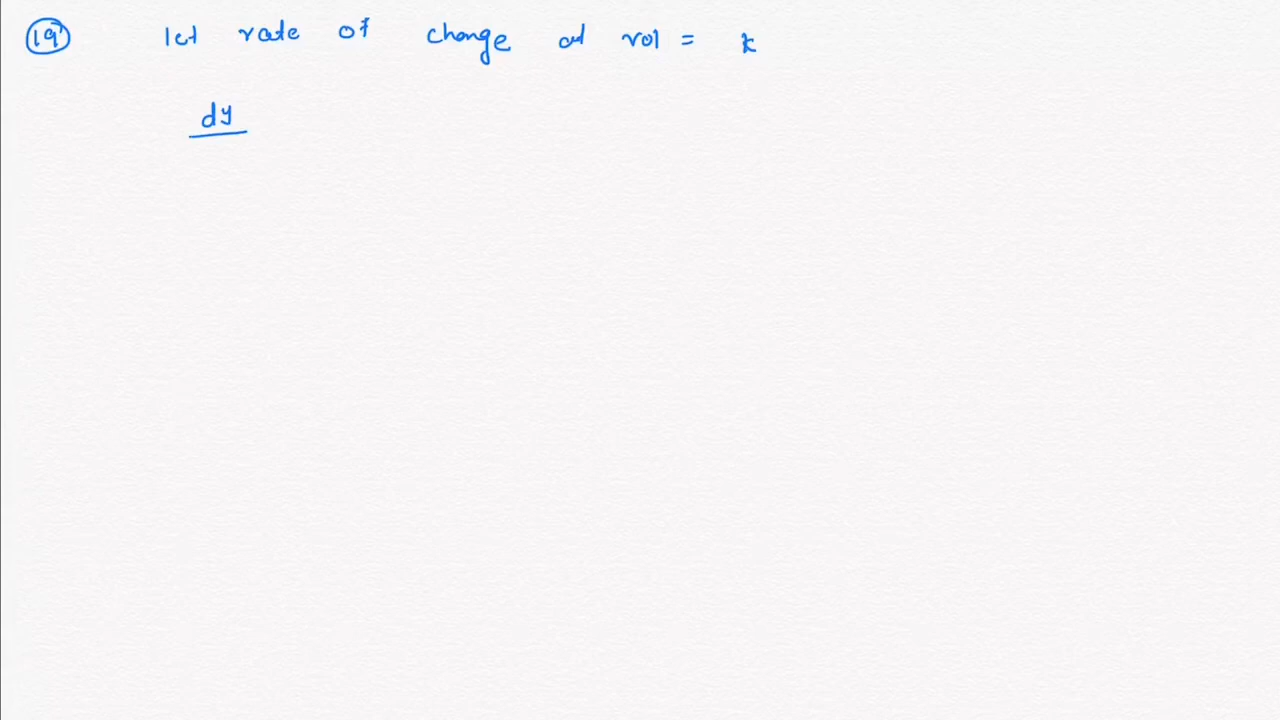 19 let rate of change of vol = k
dy